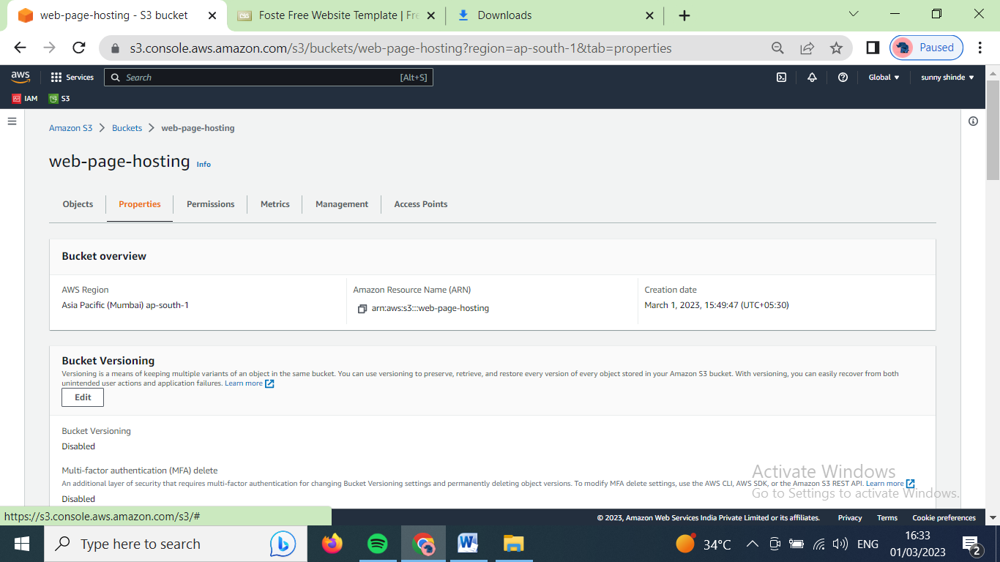 web-page-hosting - S3 bucket
Foste Free Website Template | Fre
Downloads
s3.console.aws.amazon.com/s3/buckets/web-page-hosting?region=ap-south-1&tab=properties
Paused
aws
Services
Search
[Alt+S]
Global
sunny shinde
IAM
S3
Amazon S3
Buckets
web-page-hosting
web-page-hosting Info
Objects
Properties
Permissions
Metrics
Management
Access Points
Bucket overview
AWS Region
Asia Pacific (Mumbai) ap-south-1
Amazon Resource Name (ARN)
arn:aws:s3:::web-page-hosting
Creation date
March 1, 2023, 15:49:47 (UTC+05:30)
Bucket Versioning
Versioning is a means of keeping multiple variants of an object in the same bucket. You can use versioning to preserve, retrieve, and restore every version of every object stored in your Amazon S3 bucket. With versioning, you can easily recover from both
unintended user actions and application failures. Learn more
Edit
Bucket Versioning
Disabled
Multi-factor authentication (MFA) delete
An additional layer of security that requires multi-factor authentication for changing Bucket Versioning settings and permanently deleting object versions. To modify MFA delete settings, use the AWS CLI, AWS SDK, or the Amazon S3 REST API. Learn more
Disabled
Activate Windows
Go to Settings to activate Windows.
https://s3.console.aws.amazon.com/s3/#
© 2023, Amazon Web Services India Private Limited or its affiliates.
Privacy
Terms
Cookie preferences
Type here to search
34°C
ENG
16:33
01/03/2023
2